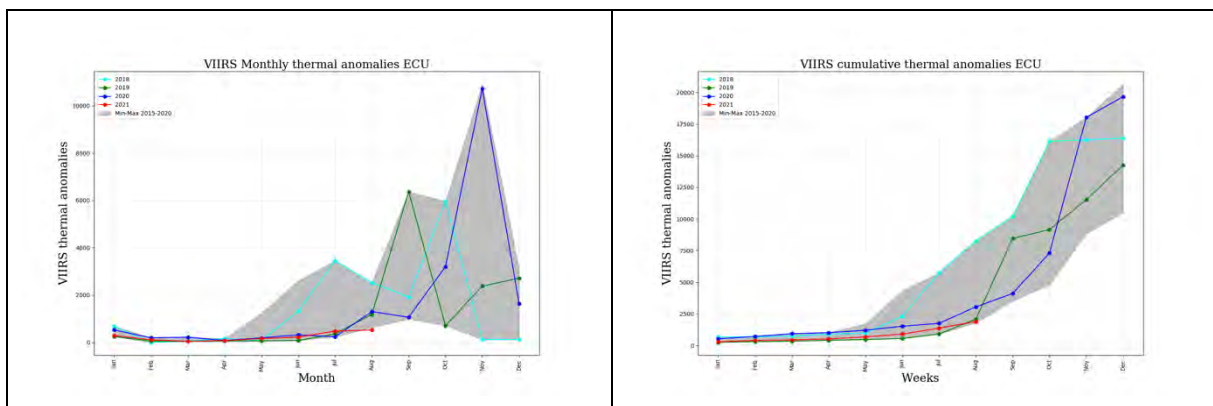 VIIRS Monthly thermal anomalies ECU
2018
2019
2020
2021
Min-Max 2015-2020
VIIRS thermal anomalies
10000
8000
6000
4000
2000
0
Jan
Feb
Mar
Apr
May
Jun
Jul
Aug
Sep
Oct
Nov
Dec
Month
VIIRS cumulative thermal anomalies ECU
2018
2019
2020
2021
Min-Max 2015-2020
VIIRS thermal anomalies
20000
17500
15000
12500
10000
7500
5000
2500
0
Jan
Feb
Mar
Apr
May
Jun
Jul
Aug
Sep
Oct
Nov
Dec
Weeks